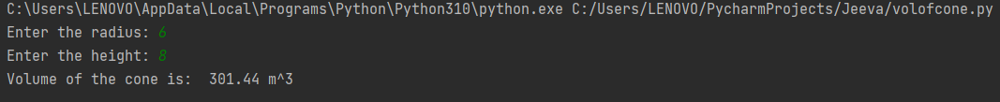 C:\Users\LENOVO\AppData\Local\Programs\Python\Python310\python.exe C:/Users/LENOVO/PycharmProjects/Jeeva/volofcone.py
Enter the radius: 6
Enter the height: 8
Volume of the cone is:  301.44 m^3